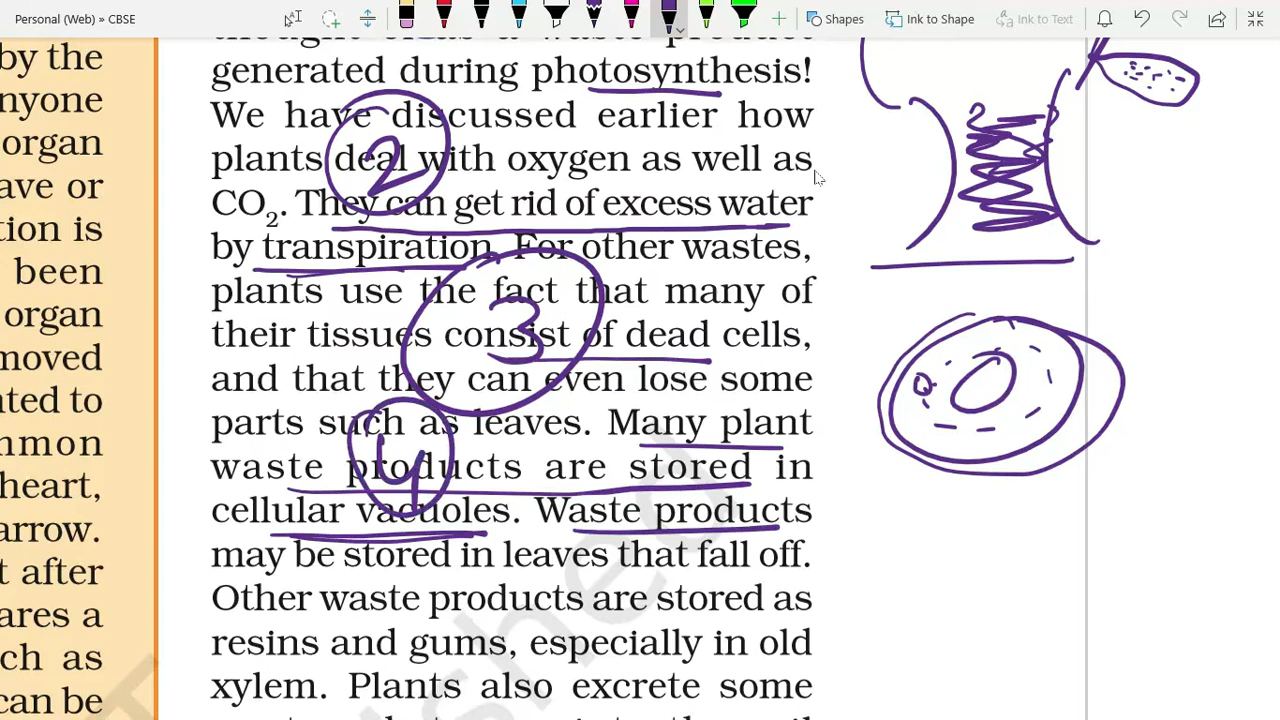 Personal (Web) » CBSE
Shapes
Ink to Shape
Ink to Text
by the
nyone
organ
ave or
tion is
been
organ
moved
nted to
mmon
heart,
arrow.
t after
ares a
ch as
can be
generated during photosynthesis!
We have discussed earlier how
plants deal with oxygen as well as
CO2. They can get rid of excess water
by transpiration. For other wastes,
plants use the fact that many of
their tissues consist of dead cells,
and that they can even lose some
parts such as leaves. Many plant
waste products are stored in
cellular vacuoles. Waste products
may be stored in leaves that fall off.
Other waste products are stored as
resins and gums, especially in old
xylem. Plants also excrete some
2
3
4